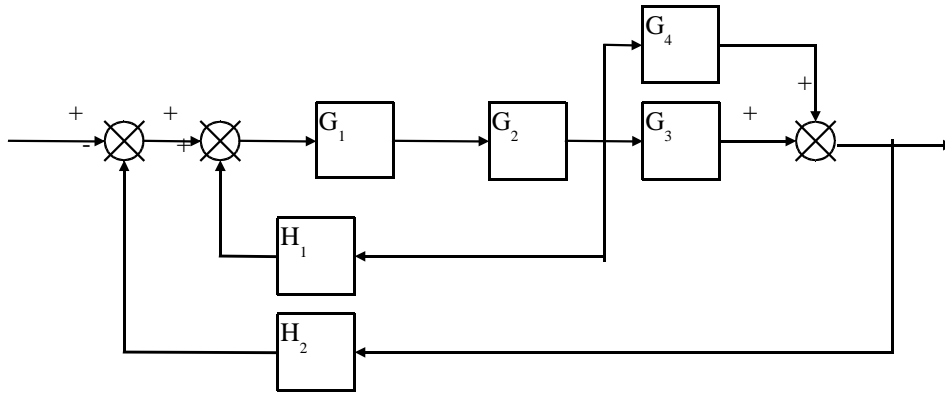 G₄
+
+ + +
- +
G₁ G₂ G₃
H₁
H₂